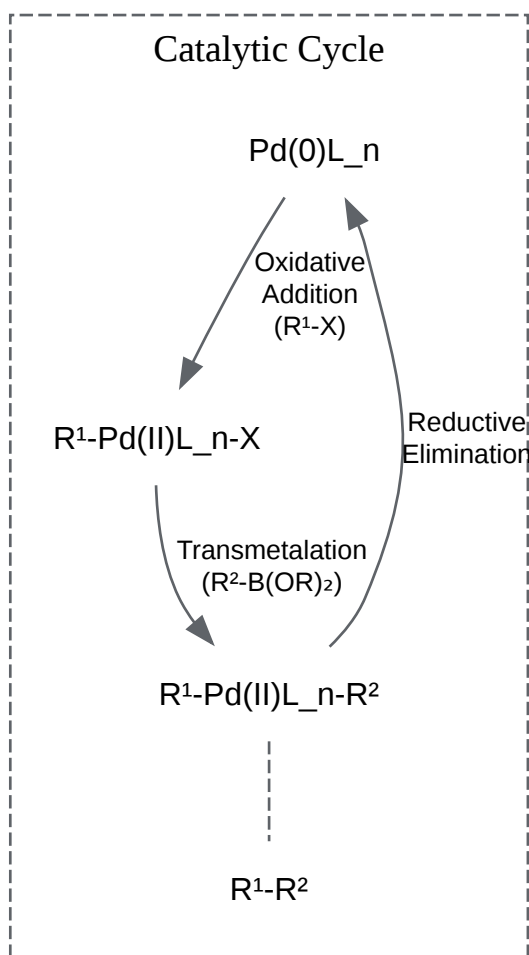 Catalytic Cycle
Pd(0)L_n
Oxidative
Addition
(R¹-X)
R¹-Pd(II)L_n-X
Reductive
Elimination
Transmetalation
(R²-B(OR)₂)
R¹-Pd(II)L_n-R²
R¹-R²